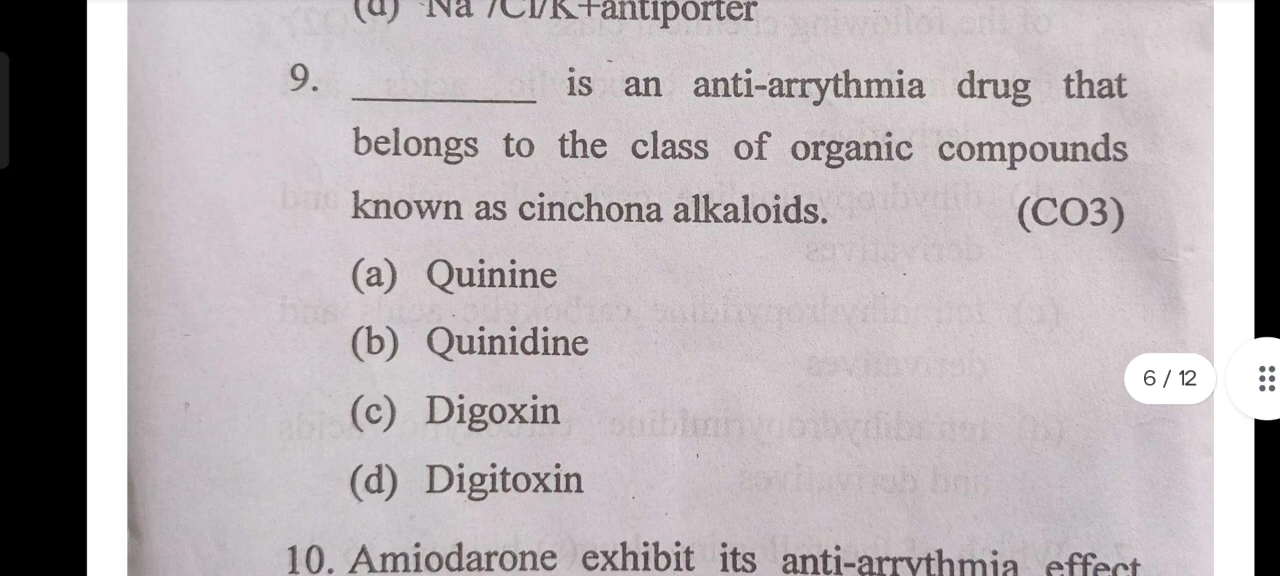 (d) Na /Cl/K+antiporter
9. ________ is an anti-arrythmia drug that
belongs to the class of organic compounds
known as cinchona alkaloids. (CO3)
(a) Quinine
(b) Quinidine
(c) Digoxin
(d) Digitoxin
6 / 12
10. Amiodarone exhibit its anti-arrythmia effect